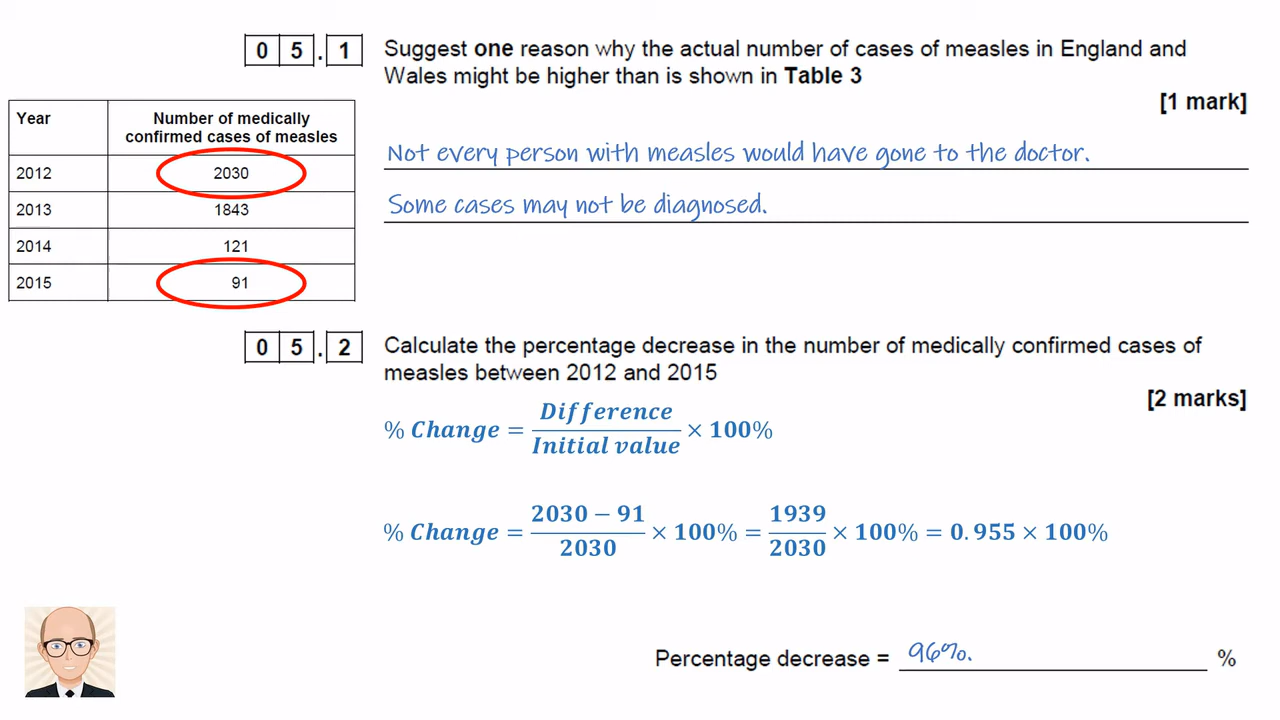 05.1 Suggest one reason why the actual number of cases of measles in England and
Wales might be higher than is shown in Table 3
[1 mark]
Year Number of medically confirmed cases of measles
2012 2030
2013 1843
2014 121
2015 91
Not every person with measles would have gone to the doctor.
Some cases may not be diagnosed.
05.2 Calculate the percentage decrease in the number of medically confirmed cases of
measles between 2012 and 2015
[2 marks]
% Change = Difference / Initial value × 100%
% Change = 2030 − 91 / 2030 × 100% = 1939 / 2030 × 100% = 0.955 × 100%
Percentage decrease = 96%. %